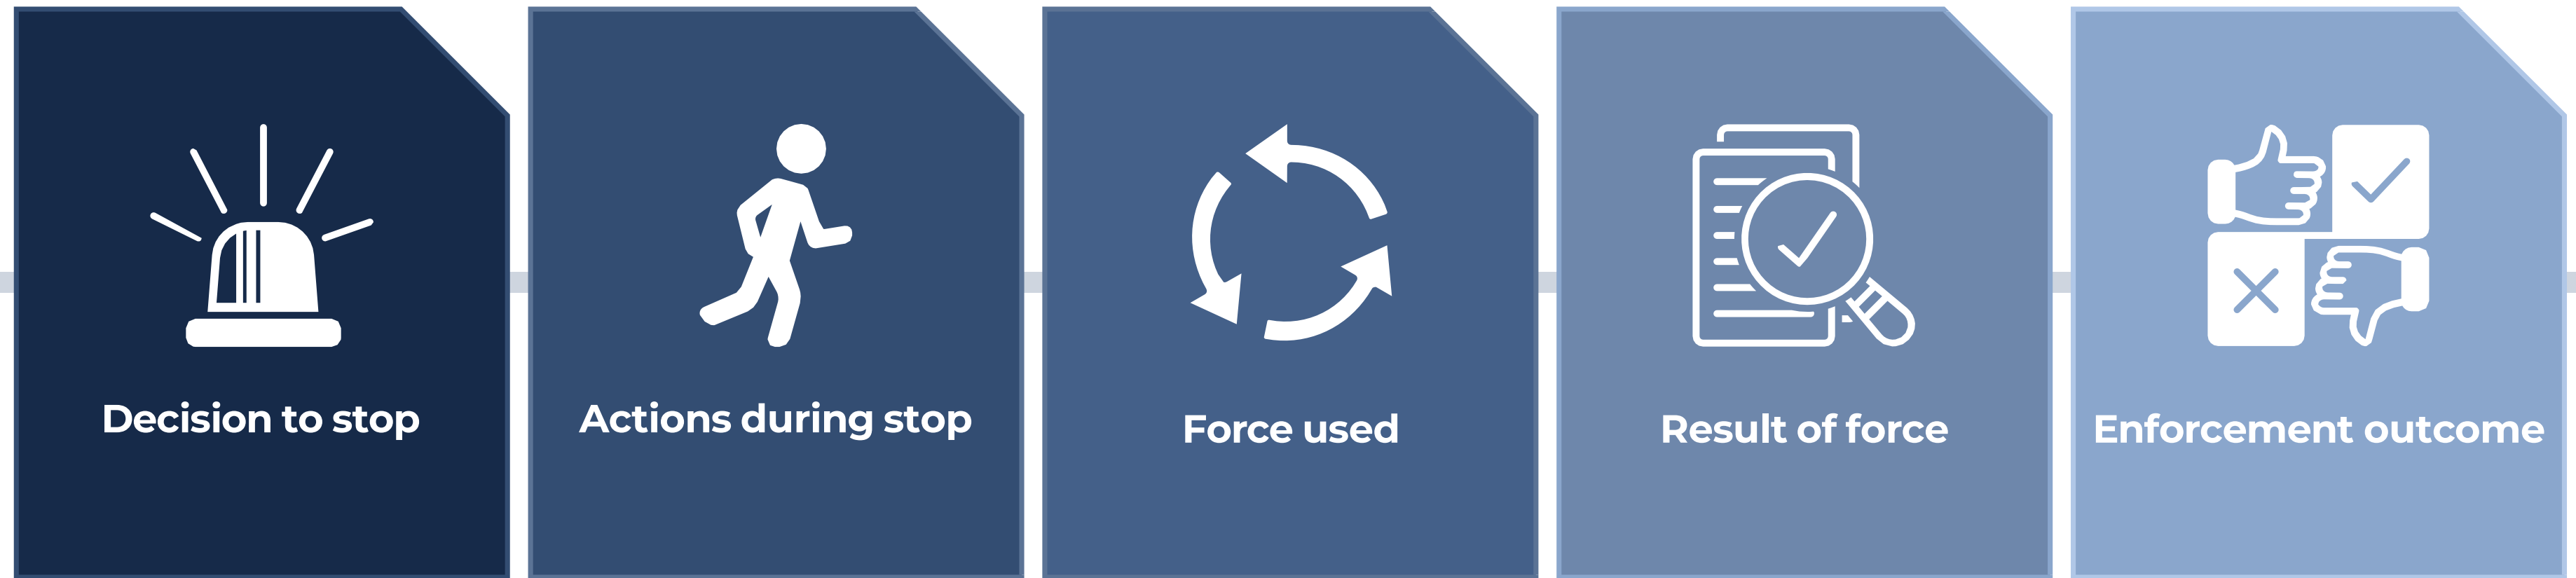 Decision to stop
Actions during stop
Force used
Result of force
Enforcement outcome